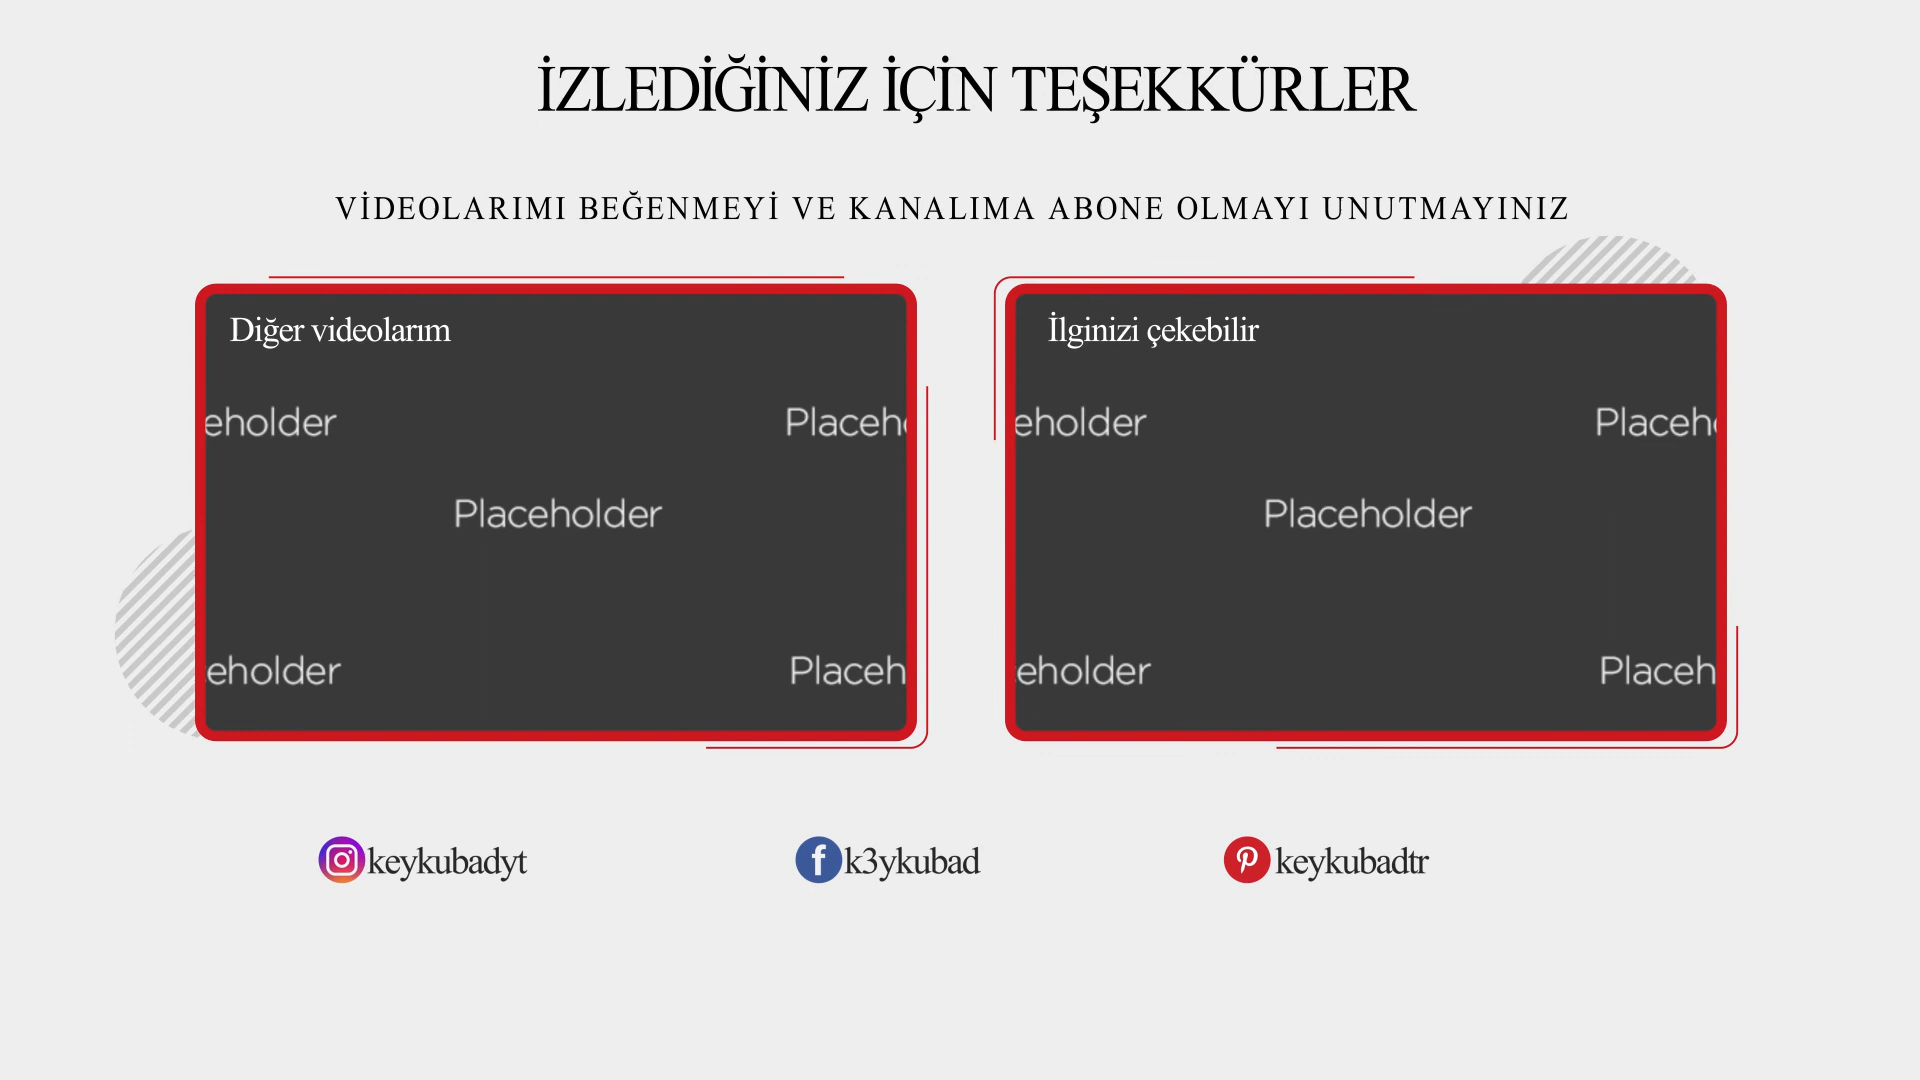 İZLEDİĞİNİZ İÇİN TEŞEKKÜRLER
VİDEOLARIMI BEĞENMEYİ VE KANALIMA ABONE OLMAYI UNUTMAYINIZ
Diğer videolarım
eholder Placeh
Placeholder
eholder Placeh
İlginizi çekebilir
eholder Placeh
Placeholder
eholder Placeh
keykubadyt
k3ykubad
keykubadtr